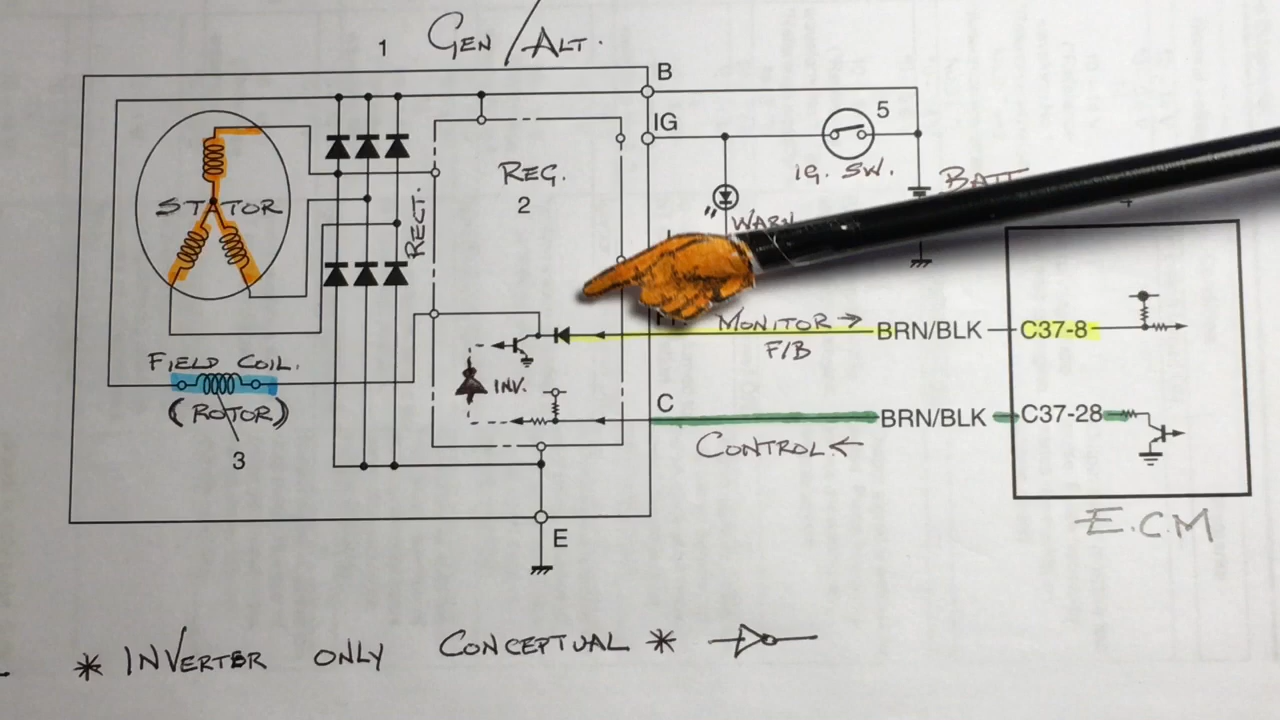 1 GEN/ALT.
B
IG
5
IG. SW.
REG.
2
RECT.
STATOR
BATT
" WARN
MONITOR →
F/B
BRN/BLK
C37-8
FIELD COIL.
(ROTOR)
3
INV.
C
CONTROL ←
BRN/BLK
C37-28
E.C.M
E
* INVERTER ONLY CONCEPTUAL *